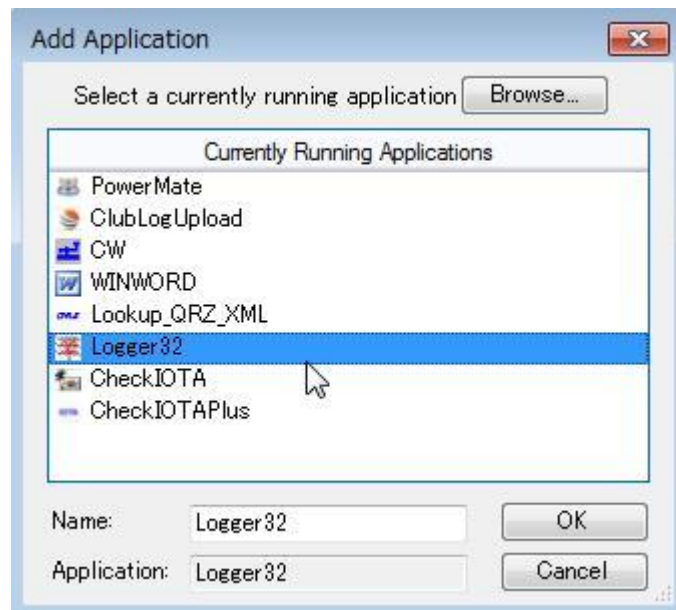 Add Application
Select a currently running application Browse...
Currently Running Applications
PowerMate
ClubLogUpload
CW
WINWORD
Lookup_QRZ_XML
Logger32
CheckIOTA
CheckIOTAPlus
Name: Logger32 OK
Application: Logger32 Cancel